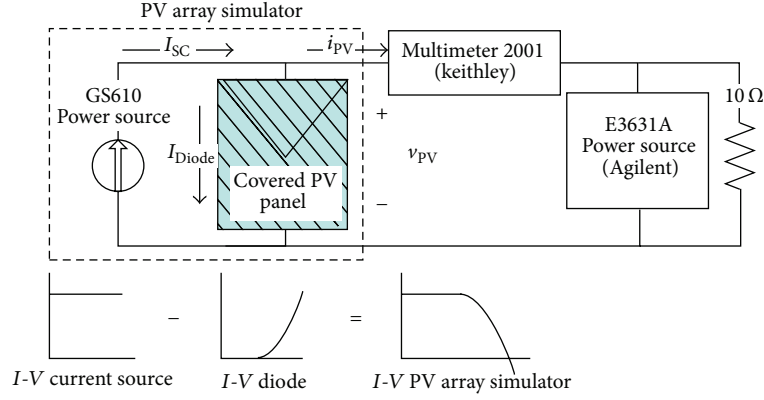 PV array simulator
I_SC
i_PV
Multimeter 2001
(keithley)
GS610
Power source
I_Diode
Covered PV
panel
+
v_PV
−
E3631A
Power source
(Agilent)
10 Ω
−
=
I-V current source
I-V diode
I-V PV array simulator